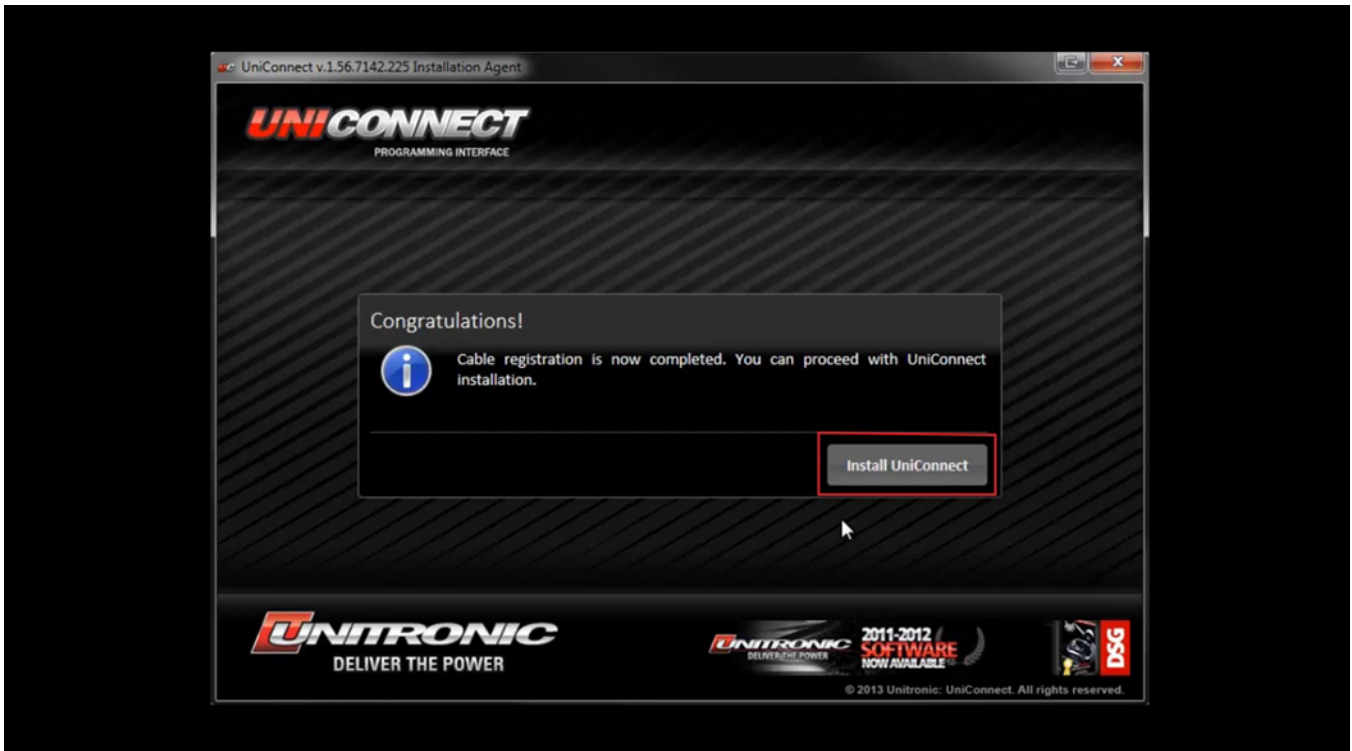 UniConnect v.1.56.7142.225 Installation Agent
UNICONNECT
PROGRAMMING INTERFACE
Congratulations!
Cable registration is now completed. You can proceed with UniConnect
installation.
Install UniConnect
UNITRONIC
DELIVER THE POWER
UNITRONIC
DELIVER THE POWER
2011-2012
SOFTWARE
NOW AVAILABLE
DSG
© 2013 Unitronic: UniConnect. All rights reserved.